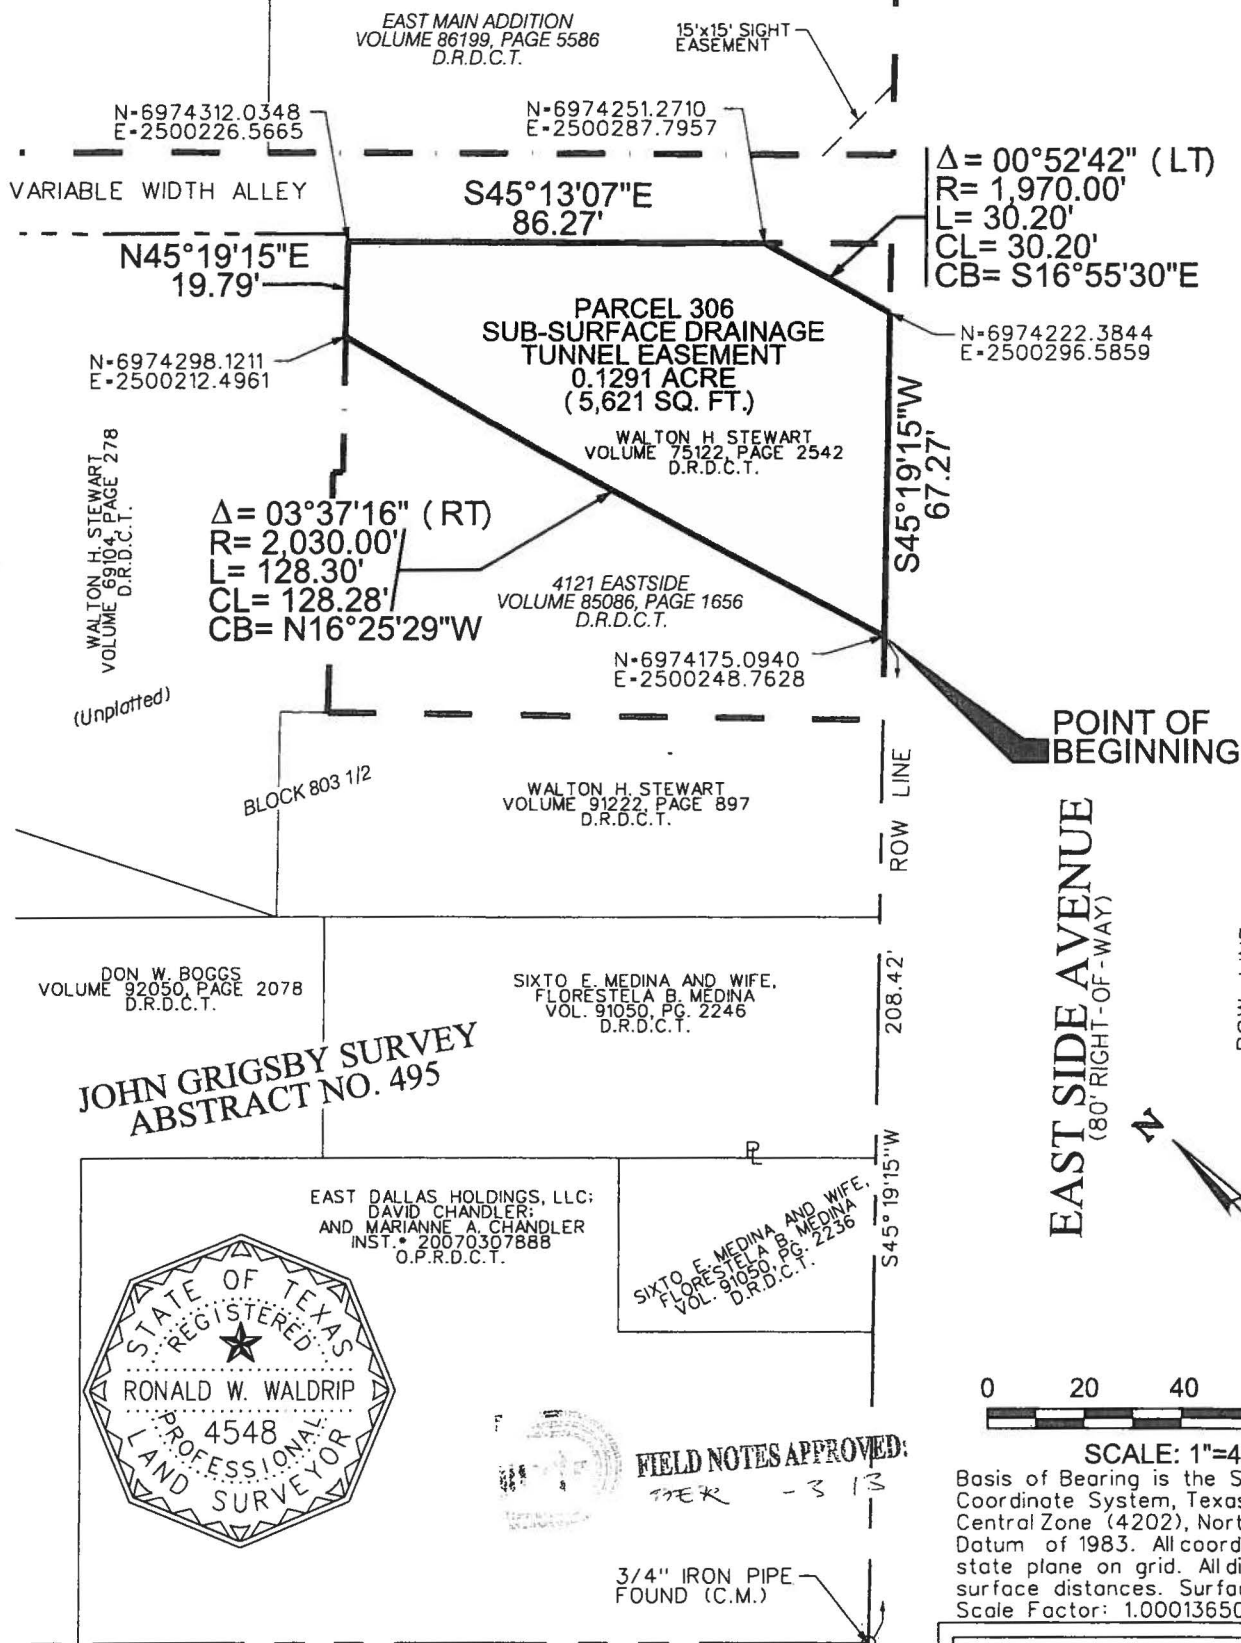 EAST MAIN ADDITION
VOLUME 86199, PAGE 5586
D.R.D.C.T.
15'x15' SIGHT
EASEMENT
N=6974312.0348
E=2500226.5665
N=6974251.2710
E=2500287.7957
VARIABLE WIDTH ALLEY
S45°13'07"E
86.27'
Δ= 00°52'42" (LT)
R= 1,970.00'
L= 30.20'
CL= 30.20'
CB= S16°55'30"E
N45°19'15"E
19.79'
PARCEL 306
SUB-SURFACE DRAINAGE
TUNNEL EASEMENT
0.1291 ACRE
(5,621 SQ. FT.)
N=6974222.3844
E=2500296.5859
N=6974298.1211
E=2500212.4961
WALTON H. STEWART
VOLUME 75122, PAGE 2542
D.R.D.C.T.
S45°19'15"W
67.27'
WALTON H. STEWART
VOLUME 69104, PAGE 278
D.R.D.C.T.
Δ= 03°37'16" (RT)
R= 2,030.00'
L= 128.30'
CL= 128.28'
CB= N16°25'29"W
4121 EASTSIDE
VOLUME 85086, PAGE 1656
D.R.D.C.T.
N=6974175.0940
E=2500248.7628
(Unplatted)
POINT OF
BEGINNING
BLOCK 803 1/2
WALTON H. STEWART
VOLUME 91222, PAGE 897
D.R.D.C.T.
ROW LINE
EAST SIDE AVENUE
(80' RIGHT-OF-WAY)
ROW LINE
DON W. BOGGS
VOLUME 92050, PAGE 2078
D.R.D.C.T.
SIXTO E. MEDINA AND WIFE,
FLORESTELA B. MEDINA
VOL. 91050, PG. 2246
D.R.D.C.T.
208.42'
JOHN GRIGSBY SURVEY
ABSTRACT NO. 495
N
PL
S45°19'15"W
EAST DALLAS HOLDINGS, LLC;
DAVID CHANDLER;
AND MARIANNE A. CHANDLER
INST.# 20070307888
O.P.R.D.C.T.
SIXTO E. MEDINA AND WIFE,
FLORESTELA B. MEDINA
VOL. 91050, PG. 2236
D.R.D.C.T.
STATE OF TEXAS
REGISTERED
RONALD W. WALDRIP
4548
PROFESSIONAL
LAND SURVEYOR
0 20 40
SCALE: 1"=4
FIELD NOTES APPROVED:
- 3 13
Basis of Bearing is the S
Coordinate System, Texas
Central Zone (4202), Nort
Datum of 1983. All coord
state plane on grid. All di
surface distances. Surfa
Scale Factor: 1.00013650
3/4" IRON PIPE
FOUND (C.M.)